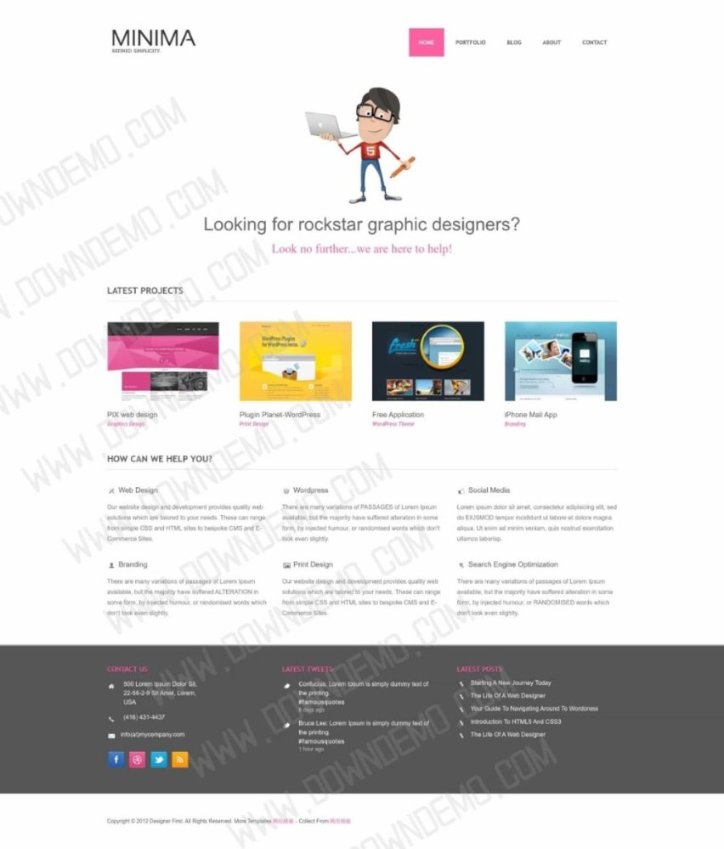 MINIMA
REFINED SIMPLICITY
HOME PORTFOLIO BLOG ABOUT CONTACT
Looking for rockstar graphic designers?
Look no further...we are here to help!
LATEST PROJECTS
WordPress Plugins
Fresh
PIX web design
Graphics Design
Plugin Planet-WordPress
Print Design
Free Application
WordPress Theme
iPhone Mail App
Branding
HOW CAN WE HELP YOU?
Web Design
Our website design and development provides quality web
solutions which are tailored to your needs. These can range
from simple CSS and HTML sites to bespoke CMS and E-
Commerce Sites.
Wordpress
There are many variations of PASSAGES of Lorem Ipsum
available, but the majority have suffered alteration in some
form, by injected humour, or randomised words which don't
look even slightly.
Social Media
Lorem ipsum dolor sit amet, consectetur adipisicing elit, sed
do EIUSMOD tempor incididunt ut labore et dolore magna
aliqua. Ut enim ad minim veniam, quis nostrud exercitation
ullamco laborisp.
Branding
There are many variations of passages of Lorem Ipsum
available, but the majority have suffered ALTERATION in
some form, by injected humour, or randomised words which
don't look even slightly.
Print Design
Our website design and development provides quality web
solutions which are tailored to your needs. These can range
from simple CSS and HTML sites to bespoke CMS and E-
Commerce Sites.
Search Engine Optimization
There are many variations of passages of Lorem Ipsum
available, but the majority have suffered alteration in some
form, by injected humour, or RANDOMISED words which
don't look even slightly.
CONTACT US
500 Lorem Ipsum Dolor Sit,
22-56-2-9 Sit Amet, Lorem,
USA
(416) 431-4437
LATEST TWEETS
Confucius: Lorem Ipsum is simply dummy text of
the printing.
#famousquotes
6 days ago
Bruce Lee: Lorem Ipsum is simply dummy text of
the printing.
#famousquotes
1 hour ago
LATEST POSTS
Starting A New Journey Today
The Life Of A Web Designer
Your Guide To Navigating Around To Wordpress
Introduction To HTML5 And CSS3
The Life Of A Web Designer
Copyright © 2012 Designer First. All Rights Reserved. More Templates 网站模板 - Collect From 网页模板
WWW.DOWNDEMO.COM